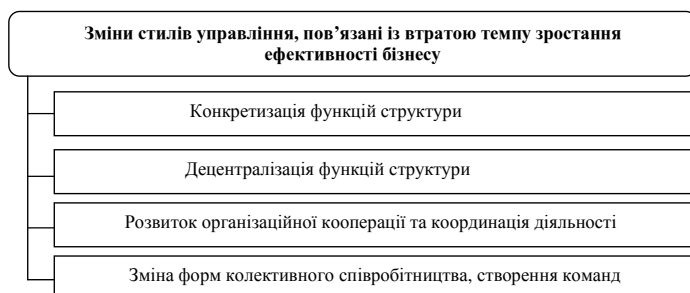 Зміни стилів управління, пов’язані із втратою темпу зростання
ефективності бізнесу
Конкретизація функцій структури
Децентралізація функцій структури
Розвиток організаційної кооперації та координація діяльності
Зміна форм колективного співробітництва, створення команд